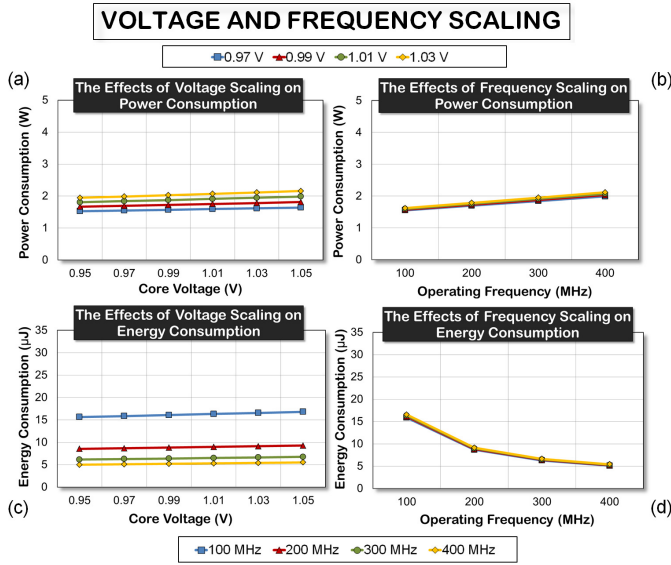 VOLTAGE AND FREQUENCY SCALING
0.97 V 0.99 V 1.01 V 1.03 V
(a)
The Effects of Voltage Scaling on
Power Consumption
Power Consumption (W)
5
4
3
2
1
0
0.95 0.97 0.99 1.01 1.03 1.05
Core Voltage (V)
(b)
The Effects of Frequency Scaling on
Power Consumption
Power Consumption (W)
5
4
3
2
1
0
100 200 300 400
Operating Frequency (MHz)
The Effects of Voltage Scaling on
Energy Consumption
Energy Consumption (µJ)
35
30
25
20
15
10
5
0
0.95 0.97 0.99 1.01 1.03 1.05
Core Voltage (V)
(c)
The Effects of Frequency Scaling on
Energy Consumption
Energy Consumption (µJ)
35
30
25
20
15
10
5
0
100 200 300 400
Operating Frequency (MHz)
(d)
100 MHz 200 MHz 300 MHz 400 MHz